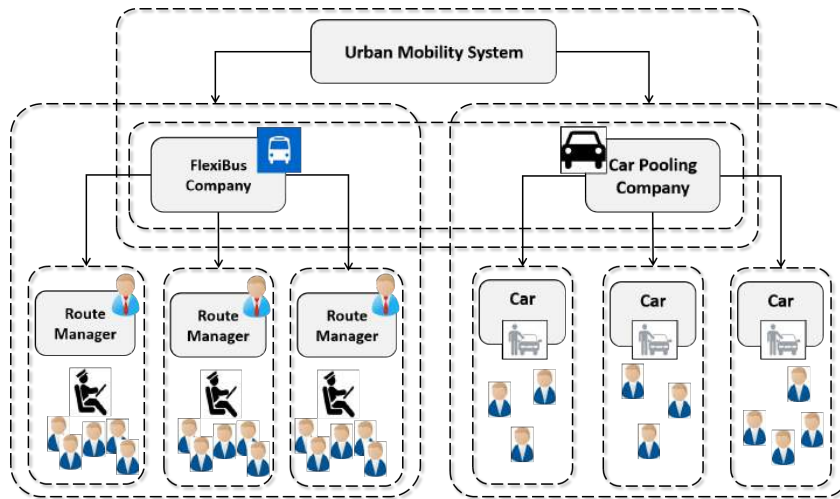 Urban Mobility System
FlexiBus
Company
Car Pooling
Company
Route
Manager
Route
Manager
Route
Manager
Car
Car
Car